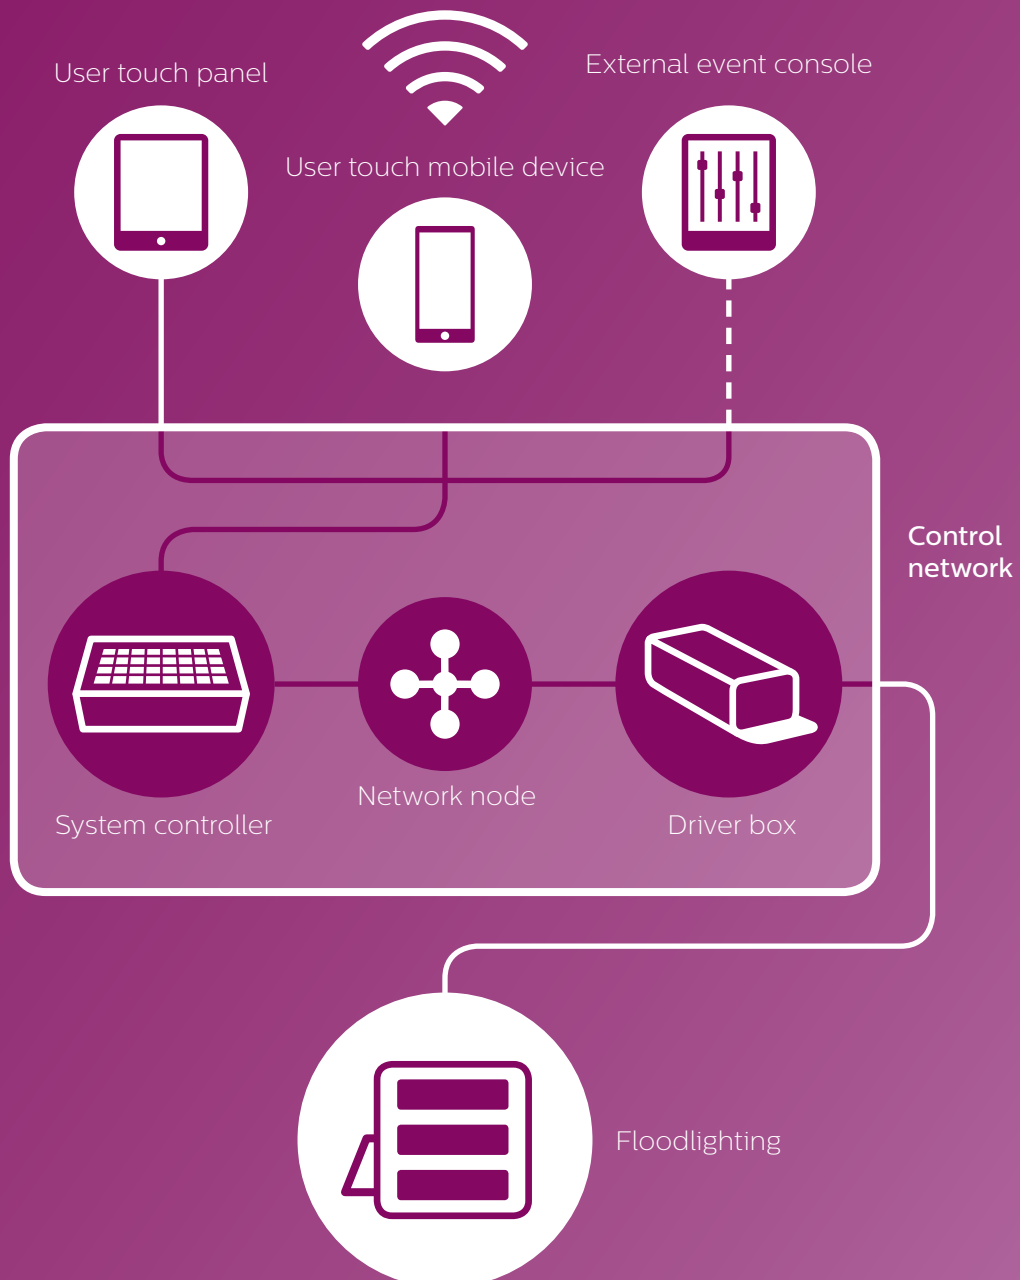 User touch panel
External event console
User touch mobile device
Control
network
Network node
System controller
Driver box
Floodlighting